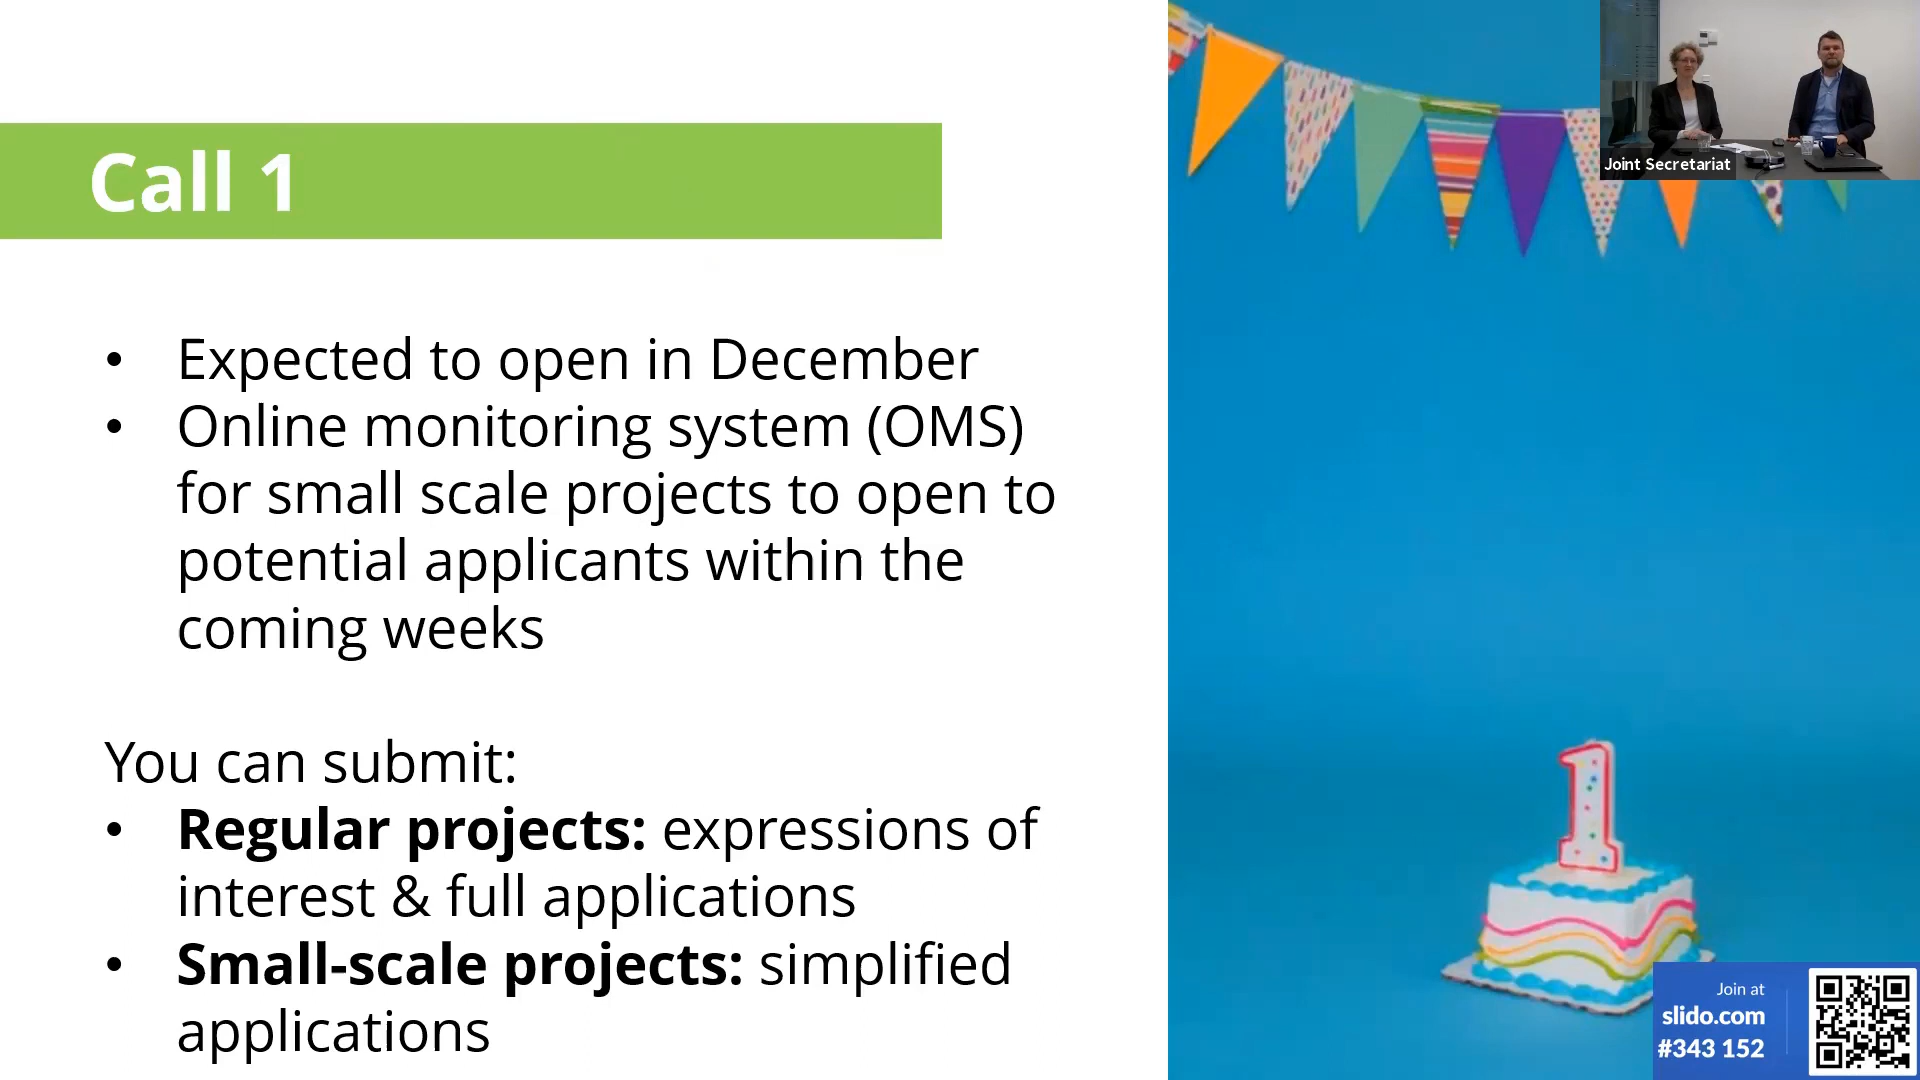 Call 1
• Expected to open in December
• Online monitoring system (OMS)
for small scale projects to open to
potential applicants within the
coming weeks
You can submit:
• Regular projects: expressions of
interest & full applications
• Small-scale projects: simplified
applications
Joint Secretariat
1
Join at
slido.com
#343 152